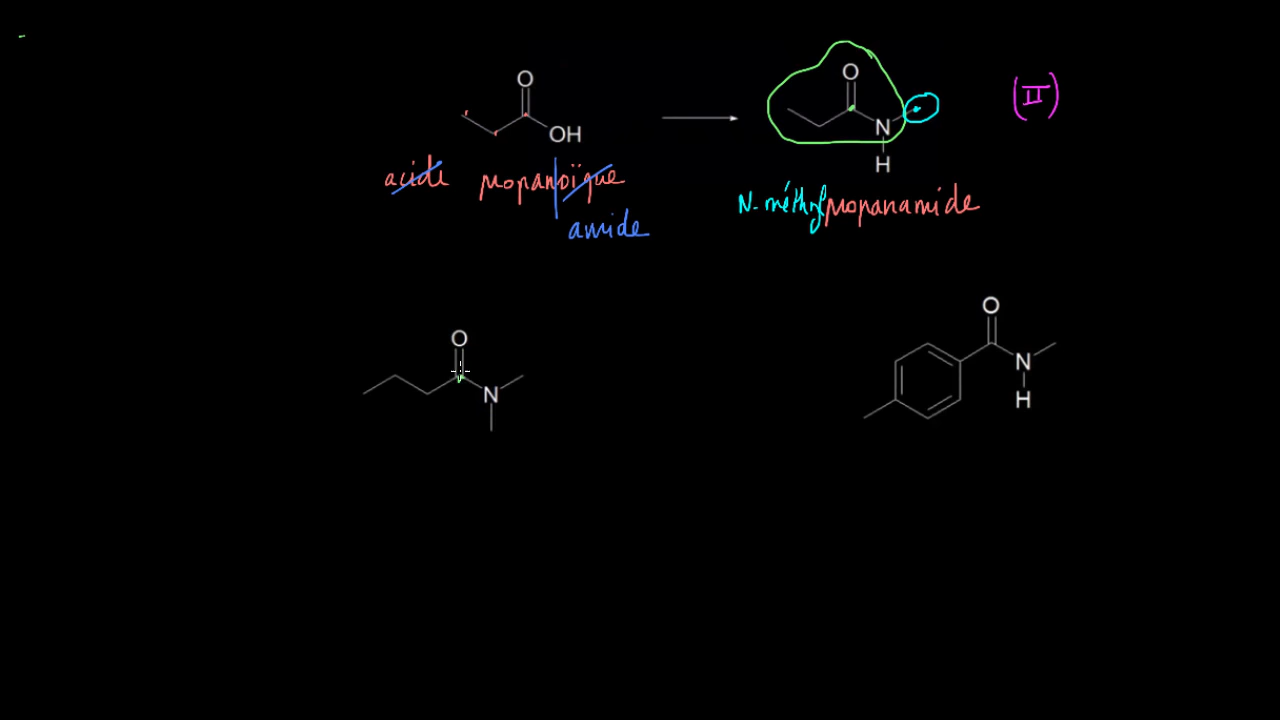 O
OH
O
N
H
(II)
acide propanoïque
amide
N-méthylpropanamide
O
N
O
N
H